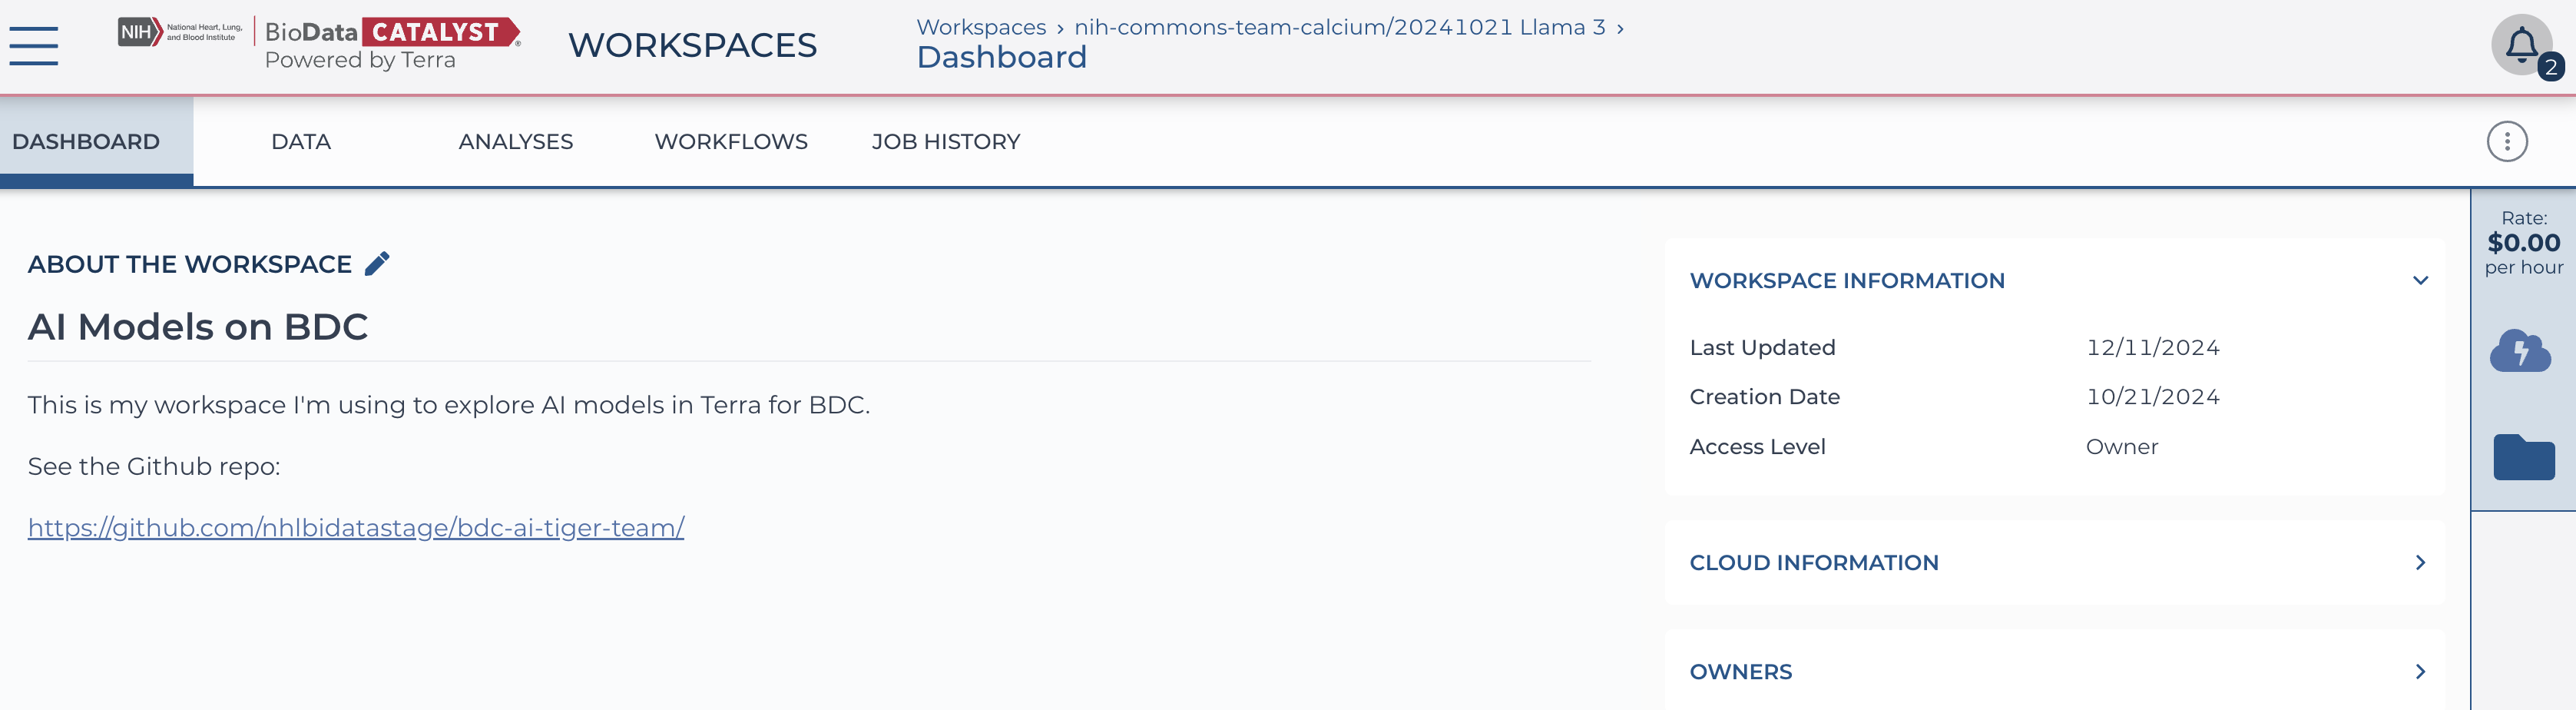 NIH National Heart, Lung, and Blood Institute
BioData CATALYST®
Powered by Terra
WORKSPACES
Workspaces › nih-commons-team-calcium/20241021 Llama 3 ›
Dashboard
2
DASHBOARD DATA ANALYSES WORKFLOWS JOB HISTORY
ABOUT THE WORKSPACE
AI Models on BDC
This is my workspace I'm using to explore AI models in Terra for BDC.
See the Github repo:
https://github.com/nhlbidatastage/bdc-ai-tiger-team/
WORKSPACE INFORMATION
Last Updated 12/11/2024
Creation Date 10/21/2024
Access Level Owner
CLOUD INFORMATION
OWNERS
Rate:
$0.00
per hour